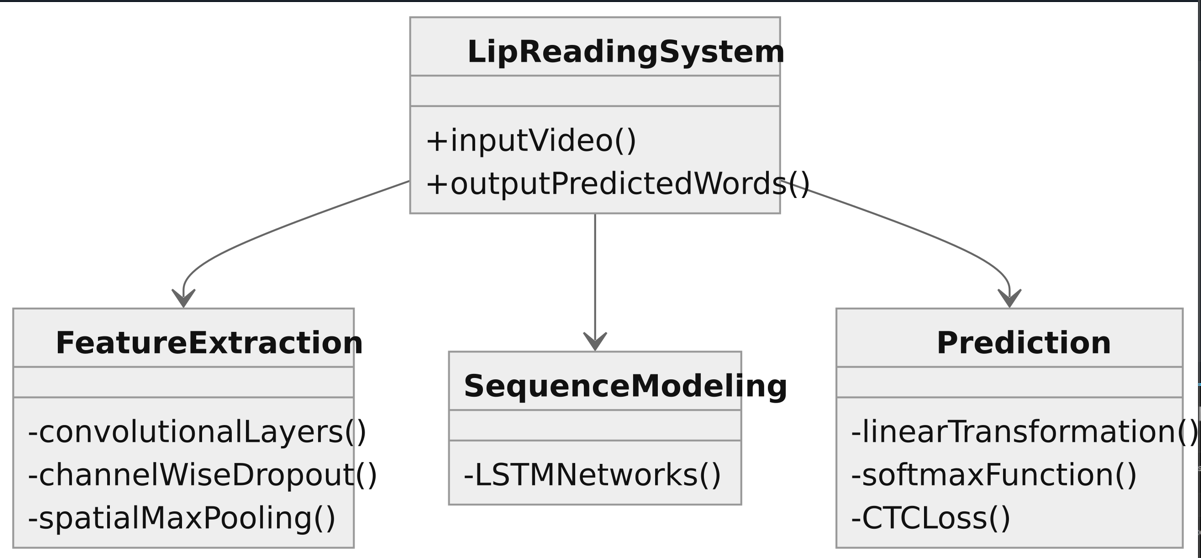 LipReadingSystem
+inputVideo()
+outputPredictedWords()
FeatureExtraction
-convolutionalLayers()
-channelWiseDropout()
-spatialMaxPooling()
SequenceModeling
-LSTMNetworks()
Prediction
-linearTransformation()
-softmaxFunction()
-CTCLoss()